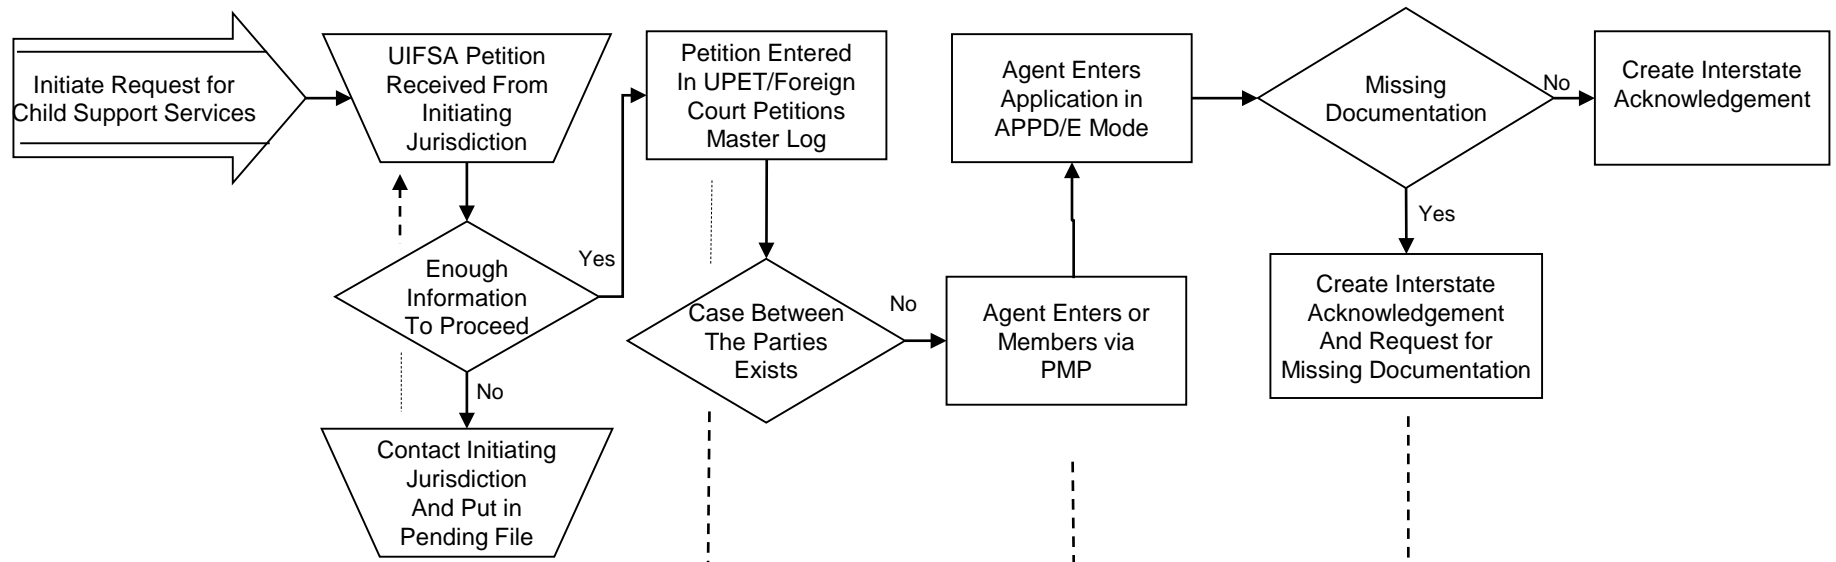 Initiate Request for
Child Support Services
UIFSA Petition
Received From
Initiating
Jurisdiction
Enough
Information
To Proceed
Yes
No
Contact Initiating
Jurisdiction
And Put in
Pending File
Petition Entered
In UPET/Foreign
Court Petitions
Master Log
Case Between
The Parties
Exists
No
Agent Enters or
Members via
PMP
Agent Enters
Application in
APPD/E Mode
Missing
Documentation
No
Yes
Create Interstate
Acknowledgement
Create Interstate
Acknowledgement
And Request for
Missing Documentation